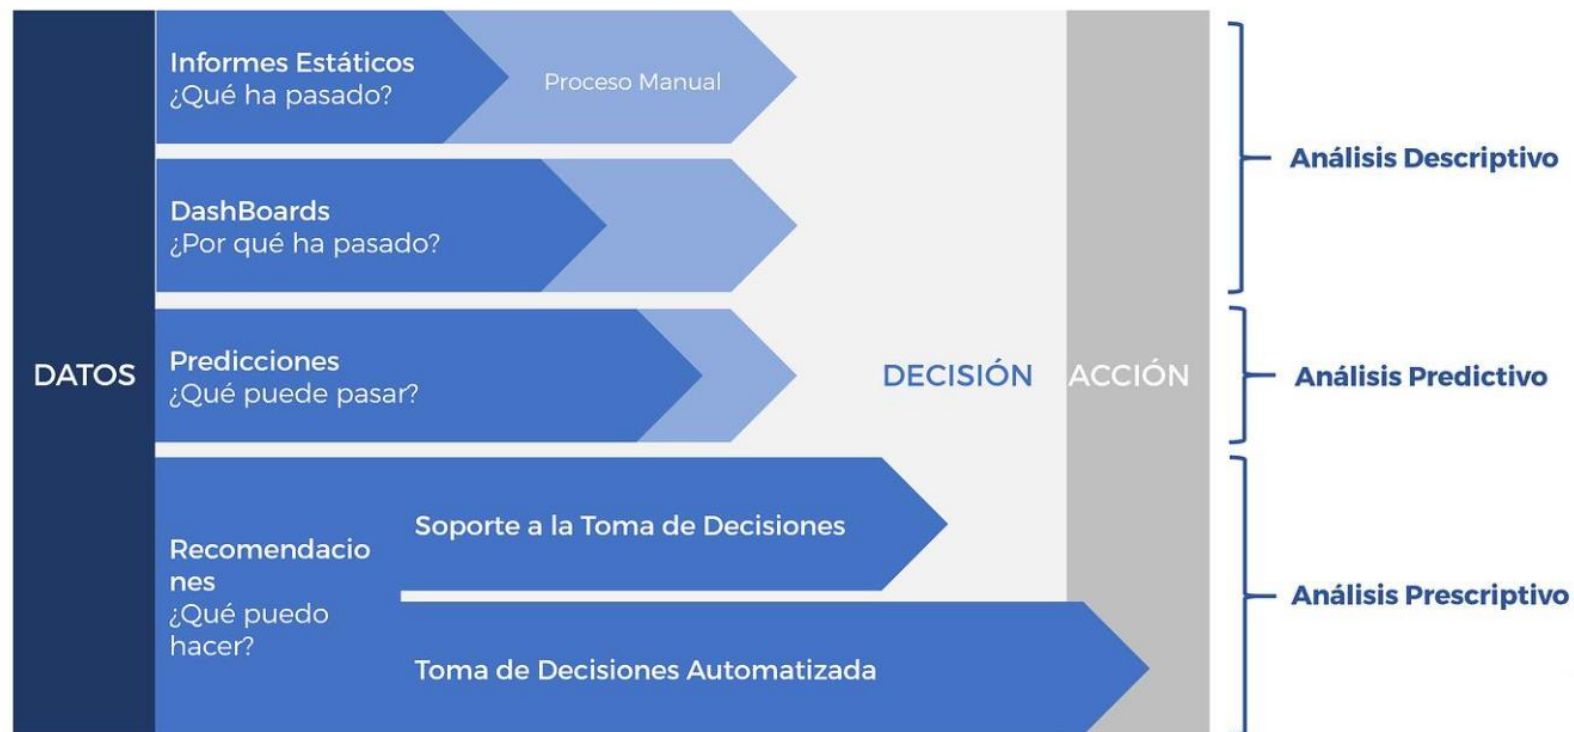 Informes Estáticos
¿Qué ha pasado?
Proceso Manual
Análisis Descriptivo
DashBoards
¿Por qué ha pasado?
DATOS
Predicciones
¿Qué puede pasar?
DECISIÓN
ACCIÓN
Análisis Predictivo
Recomendacio
nes
¿Qué puedo
hacer?
Soporte a la Toma de Decisiones
Toma de Decisiones Automatizada
Análisis Prescriptivo